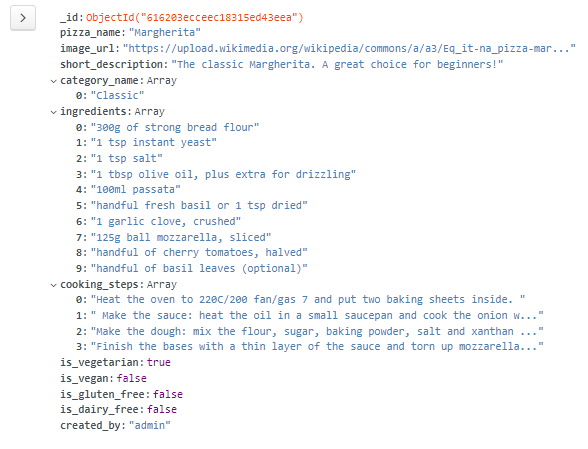 _id: ObjectId("616203ecceec18315ed43eea")
pizza_name: "Margherita"
image_url: "https://upload.wikimedia.org/wikipedia/commons/a/a3/Eq_it-na_pizza-mar..."
short_description: "The classic Margherita. A great choice for beginners!"
category_name: Array
0: "Classic"
ingredients: Array
0: "300g of strong bread flour"
1: "1 tsp instant yeast"
2: "1 tsp salt"
3: "1 tbsp olive oil, plus extra for drizzling"
4: "100ml passata"
5: "handful fresh basil or 1 tsp dried"
6: "1 garlic clove, crushed"
7: "125g ball mozzarella, sliced"
8: "handful of cherry tomatoes, halved"
9: "handful of basil leaves (optional)"
cooking_steps: Array
0: "Heat the oven to 220C/200 fan/gas 7 and put two baking sheets inside. "
1: " Make the sauce: heat the oil in a small saucepan and cook the onion w..."
2: "Make the dough: mix the flour, sugar, baking powder, salt and xanthan ..."
3: "Finish the bases with a thin layer of the sauce and torn up mozzarella..."
is_vegetarian: true
is_vegan: false
is_gluten_free: false
is_dairy_free: false
created_by: "admin"